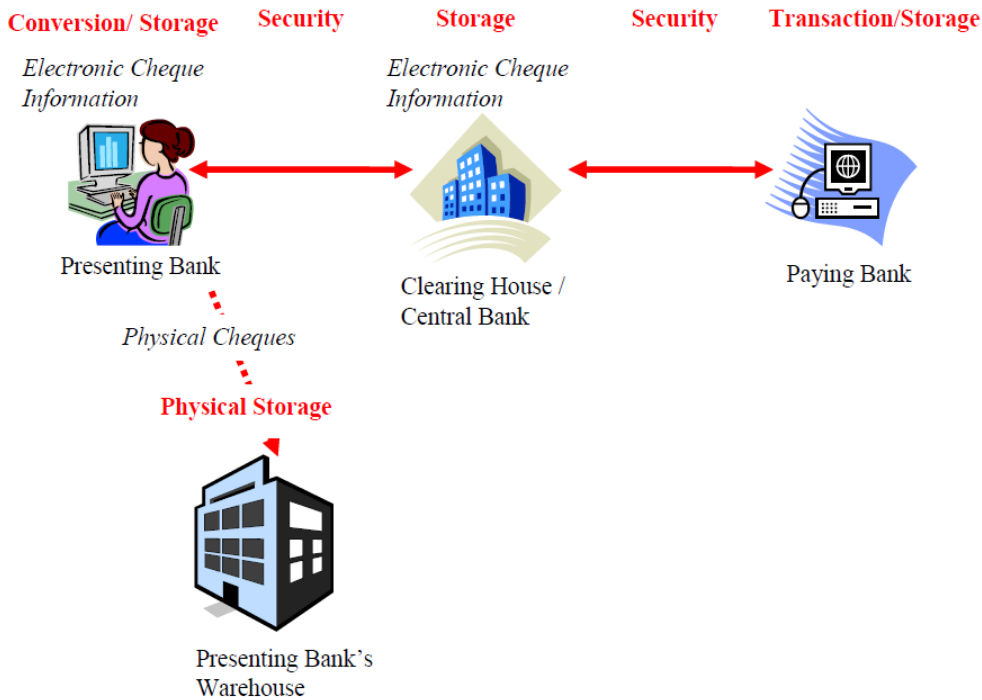 Conversion/ Storage
Security
Storage
Security
Transaction/Storage
Electronic Cheque
Information
Electronic Cheque
Information
Presenting Bank
Clearing House /
Central Bank
Paying Bank
Physical Cheques
Physical Storage
Presenting Bank’s
Warehouse